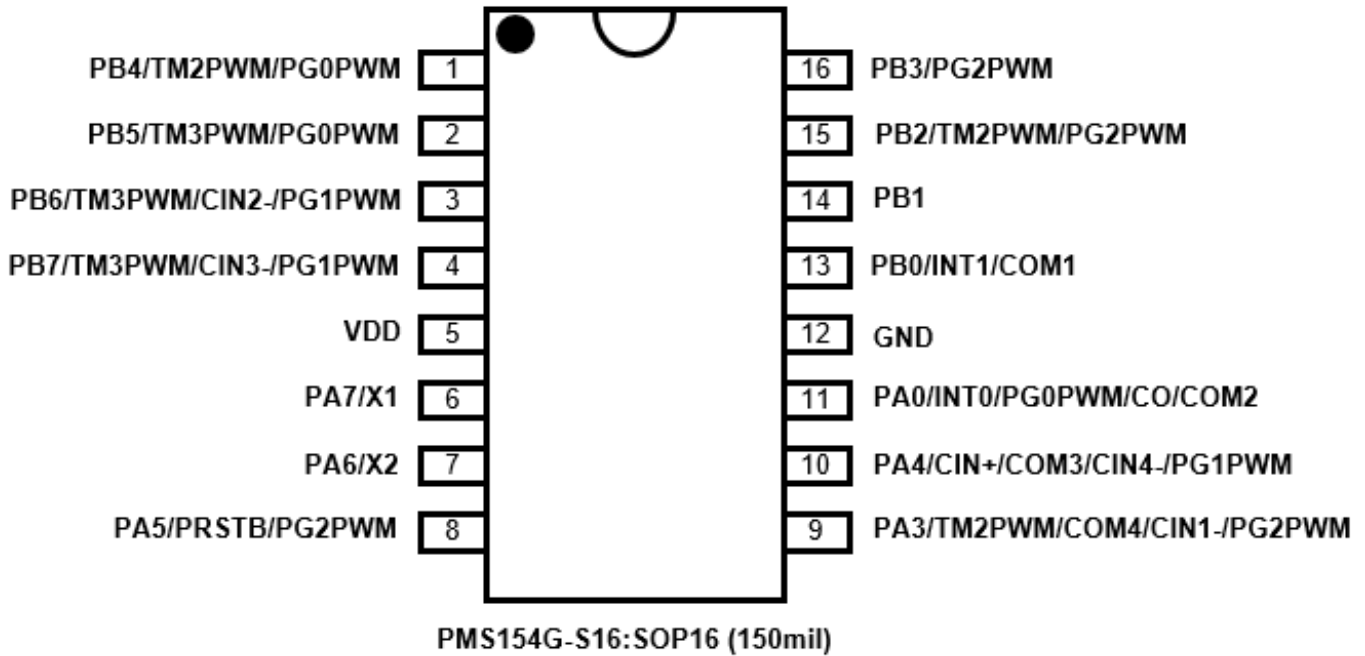 PB4/TM2PWM/PG0PWM 1 16 PB3/PG2PWM
PB5/TM3PWM/PG0PWM 2 15 PB2/TM2PWM/PG2PWM
PB6/TM3PWM/CIN2-/PG1PWM 3 14 PB1
PB7/TM3PWM/CIN3-/PG1PWM 4 13 PB0/INT1/COM1
VDD 5 12 GND
PA7/X1 6 11 PA0/INT0/PG0PWM/CO/COM2
PA6/X2 7 10 PA4/CIN+/COM3/CIN4-/PG1PWM
PA5/PRSTB/PG2PWM 8 9 PA3/TM2PWM/COM4/CIN1-/PG2PWM
PMS154G-S16:SOP16 (150mil)